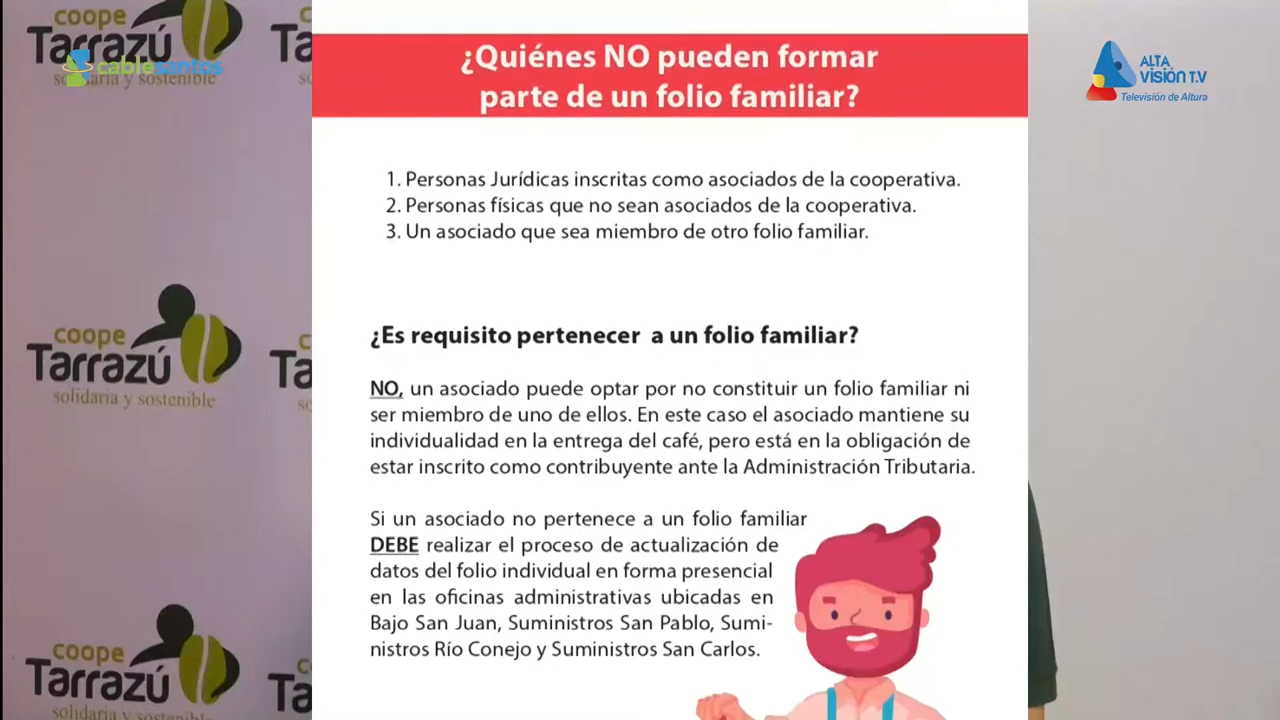 coope
Tarrazú
solidaria y sostenible
cablesantos
Ta
¿Quiénes NO pueden formar
parte de un folio familiar?
ALTA
VISIÓN T.V
Televisión de Altura
1. Personas Jurídicas inscritas como asociados de la cooperativa.
2. Personas físicas que no sean asociados de la cooperativa.
3. Un asociado que sea miembro de otro folio familiar.
coope
Tarrazú
solidaria y sostenible
Ta
¿Es requisito pertenecer a un folio familiar?
NO, un asociado puede optar por no constituir un folio familiar ni
ser miembro de uno de ellos. En este caso el asociado mantiene su
individualidad en la entrega del café, pero está en la obligación de
estar inscrito como contribuyente ante la Administración Tributaria.
Si un asociado no pertenece a un folio familiar
DEBE realizar el proceso de actualización de
datos del folio individual en forma presencial
en las oficinas administrativas ubicadas en
Bajo San Juan, Suministros San Pablo, Sumi-
nistros Río Conejo y Suministros San Carlos.
coope
Tarrazú
solidaria y sostenible
Ta